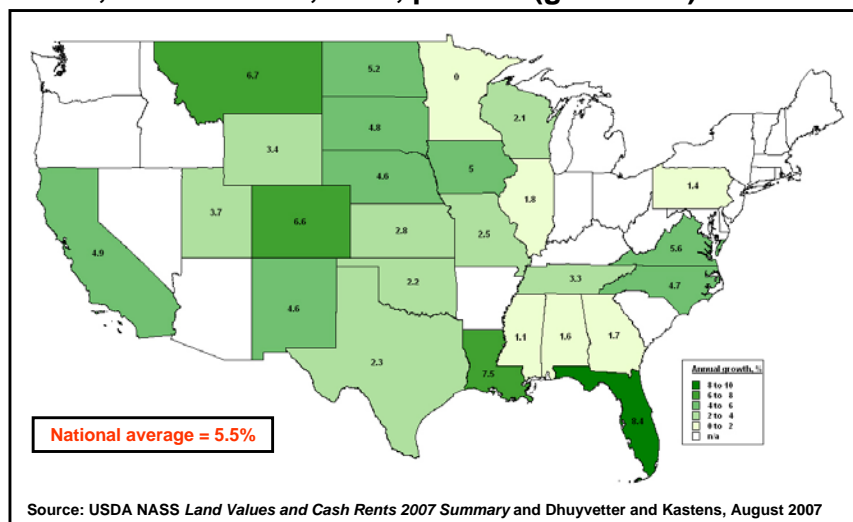 6.7
5.2
0
2.1
4.8
3.4
4.6
5
1.8
1.4
3.7
6.6
2.8
2.5
4.9
5.6
3.3
4.7
4.6
2.2
1.1
1.6
1.7
2.3
7.5
8.4
Annual growth, %
8 to 10
6 to 8
4 to 6
2 to 4
0 to 2
n/a
National average = 5.5%
Source: USDA NASS Land Values and Cash Rents 2007 Summary and Dhuyvetter and Kastens, August 2007